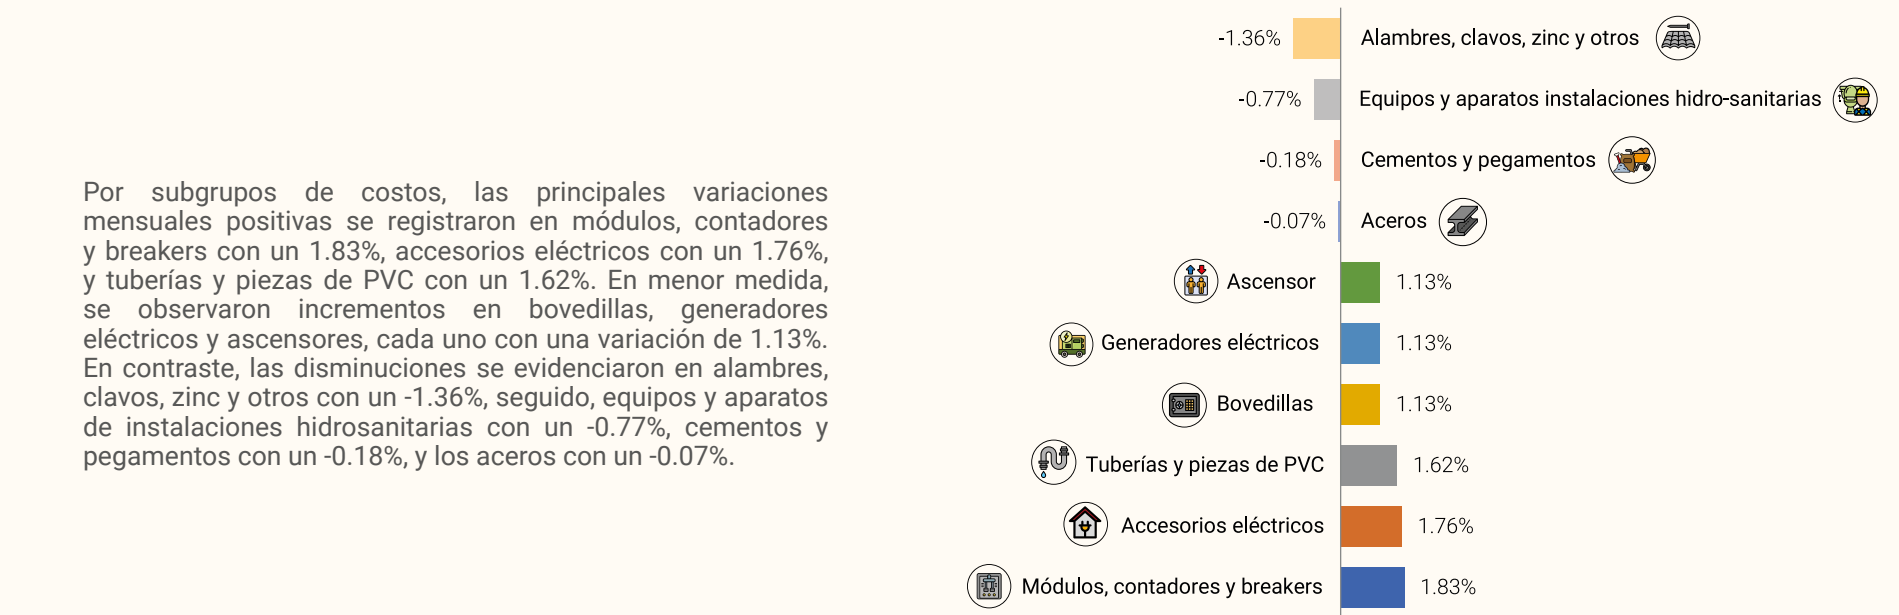 Por subgrupos de costos, las principales variaciones
mensuales positivas se registraron en módulos, contadores
y breakers con un 1.83%, accesorios eléctricos con un 1.76%,
y tuberías y piezas de PVC con un 1.62%. En menor medida,
se observaron incrementos en bovedillas, generadores
eléctricos y ascensores, cada uno con una variación de 1.13%.
En contraste, las disminuciones se evidenciaron en alambres,
clavos, zinc y otros con un -1.36%, seguido, equipos y aparatos
de instalaciones hidrosanitarias con un -0.77%, cementos y
pegamentos con un -0.18%, y los aceros con un -0.07%.
-1.36% Alambres, clavos, zinc y otros
-0.77% Equipos y aparatos instalaciones hidro-sanitarias
-0.18% Cementos y pegamentos
-0.07% Aceros
Ascensor 1.13%
Generadores eléctricos 1.13%
Bovedillas 1.13%
Tuberías y piezas de PVC 1.62%
Accesorios eléctricos 1.76%
Módulos, contadores y breakers 1.83%